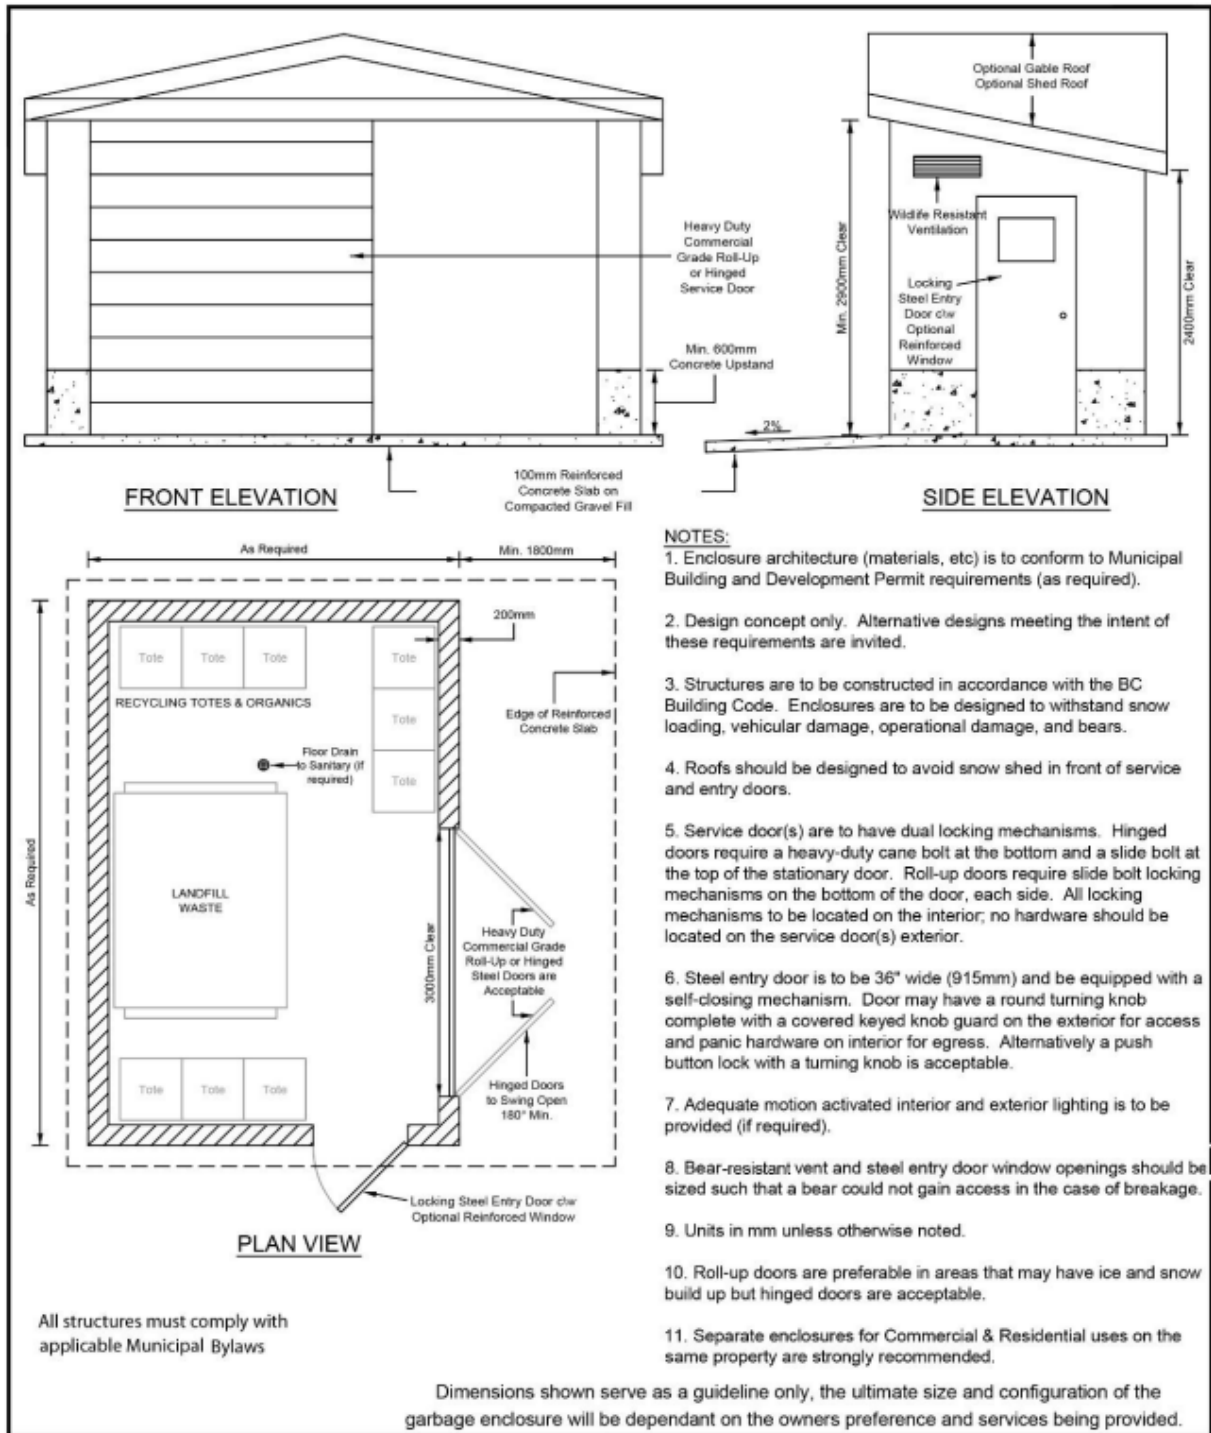 Optional Gable Roof
Optional Shed Roof
Wildlife Resistant
Ventilation
Heavy Duty
Commercial
Grade Roll-Up
or Hinged
Service Door
Min. 2900mm Clear
Locking
Steel Entry
Door c\w
Optional
Reinforced
Window
2400mm Clear
Min. 600mm
Concrete Upstand
2%
100mm Reinforced
Concrete Slab on
Compacted Gravel Fill
FRONT ELEVATION
SIDE ELEVATION
As Required
Min. 1800mm
200mm
Tote
Tote
Tote
Tote
RECYCLING TOTES & ORGANICS
Tote
Edge of Reinforced
Concrete Slab
Floor Drain
to Sanitary (if
required)
Tote
As Required
LANDFILL
WASTE
3000mm Clear
Heavy Duty
Commercial Grade
Roll-Up or Hinged
Steel Doors are
Acceptable
Tote
Tote
Tote
Hinged Doors
to Swing Open
180° Min.
Locking Steel Entry Door c\w
Optional Reinforced Window
PLAN VIEW
All structures must comply with
applicable Municipal Bylaws
NOTES:
1. Enclosure architecture (materials, etc) is to conform to Municipal
Building and Development Permit requirements (as required).
2. Design concept only. Alternative designs meeting the intent of
these requirements are invited.
3. Structures are to be constructed in accordance with the BC
Building Code. Enclosures are to be designed to withstand snow
loading, vehicular damage, operational damage, and bears.
4. Roofs should be designed to avoid snow shed in front of service
and entry doors.
5. Service door(s) are to have dual locking mechanisms. Hinged
doors require a heavy-duty cane bolt at the bottom and a slide bolt at
the top of the stationary door. Roll-up doors require slide bolt locking
mechanisms on the bottom of the door, each side. All locking
mechanisms to be located on the interior; no hardware should be
located on the service door(s) exterior.
6. Steel entry door is to be 36" wide (915mm) and be equipped with a
self-closing mechanism. Door may have a round turning knob
complete with a covered keyed knob guard on the exterior for access
and panic hardware on interior for egress. Alternatively a push
button lock with a turning knob is acceptable.
7. Adequate motion activated interior and exterior lighting is to be
provided (if required).
8. Bear-resistant vent and steel entry door window openings should be
sized such that a bear could not gain access in the case of breakage.
9. Units in mm unless otherwise noted.
10. Roll-up doors are preferable in areas that may have ice and snow
build up but hinged doors are acceptable.
11. Separate enclosures for Commercial & Residential uses on the
same property are strongly recommended.
Dimensions shown serve as a guideline only, the ultimate size and configuration of the
garbage enclosure will be dependant on the owners preference and services being provided.